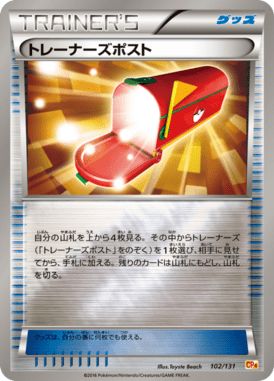 TRAINER'S
グッズ
トレーナーズポスト
自分の山札を上から4枚見る。その中からトレーナーズ
(「トレーナーズポスト」をのぞく)を1枚選び、相手に見せ
てから、手札に加える。残りのカードは山札にもどし、山札
を切る。
グッズは、自分の番に何枚でも使える。
Illus. Toyste Beach
CP4
102/131
©2016 Pokémon/Nintendo/Creatures/GAME FREAK.